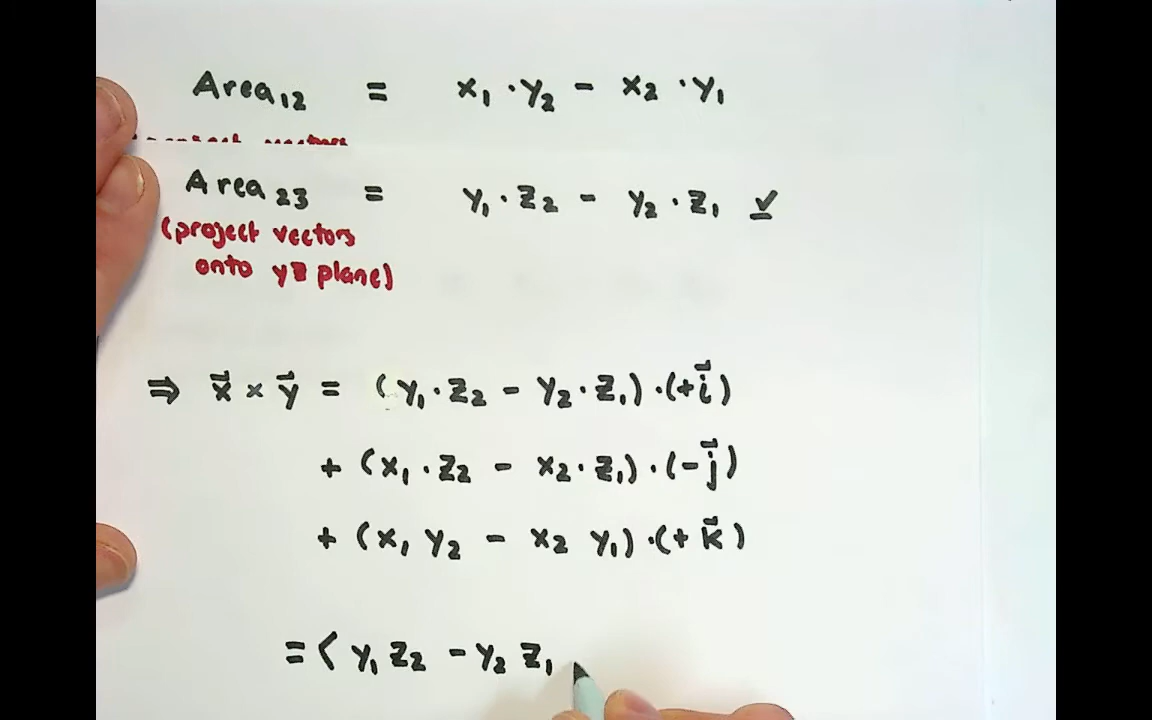 Area₁₂ = x₁ · y₂ - x₂ · y₁
vectors
Area₂₃ = y₁ · z₂ - y₂ · z₁ ✓
(project vectors
onto yz plane)
⇒ x⃗ × y⃗ = (y₁ · z₂ - y₂ · z₁) · (+i⃗)
+ (x₁ · z₂ - x₂ · z₁) · (-j⃗)
+ (x₁ y₂ - x₂ y₁) · (+k⃗)
= < y₁ z₂ - y₂ z₁